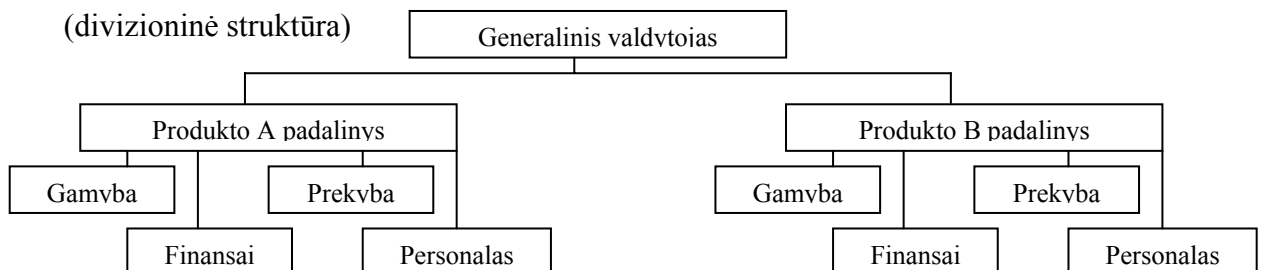 (divizioninė struktūra)
Generalinis valdytojas
Produkto A padalinys
Produkto B padalinys
Gamyba
Prekyba
Gamyba
Prekyba
Finansai
Personalas
Finansai
Personalas